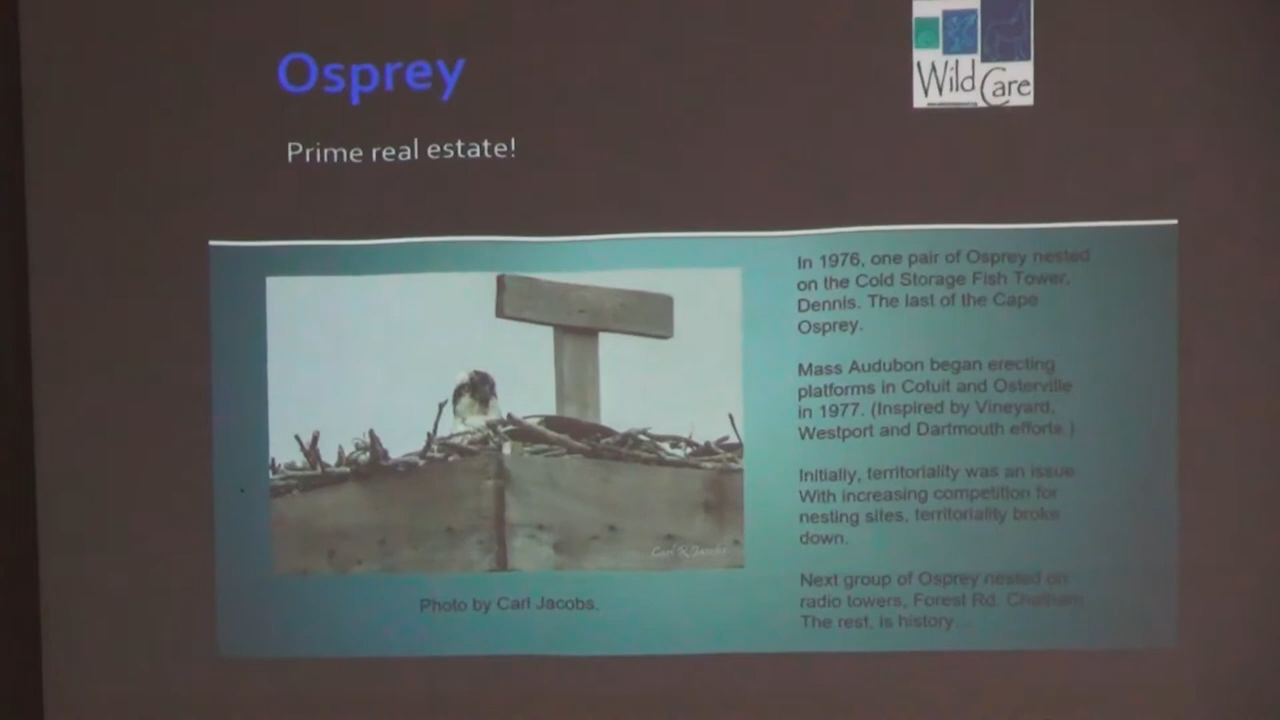 Osprey
Wild Care
Prime real estate!
In 1976, one pair of Osprey nested
on the Cold Storage Fish Tower,
Dennis. The last of the Cape
Osprey.
Mass Audubon began erecting
platforms in Cotuit and Osterville
in 1977. (Inspired by Vineyard,
Westport and Dartmouth efforts.)
Initially, territoriality was an issue
With increasing competition for
nesting sites, territoriality broke
down.
Next group of Osprey nested on
radio towers, Forest Rd. Chatham
The rest, is history...
Carl R Jacobs
Photo by Carl Jacobs.